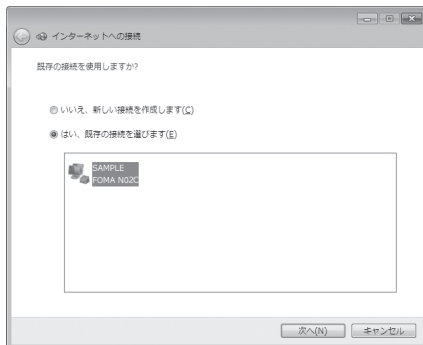 インターネットへの接続
既存の接続を使用しますか?
いいえ、新しい接続を作成します(C)
はい、既存の接続を選びます(E)
SAMPLE
FOMA N02C
次へ(N) キャンセル